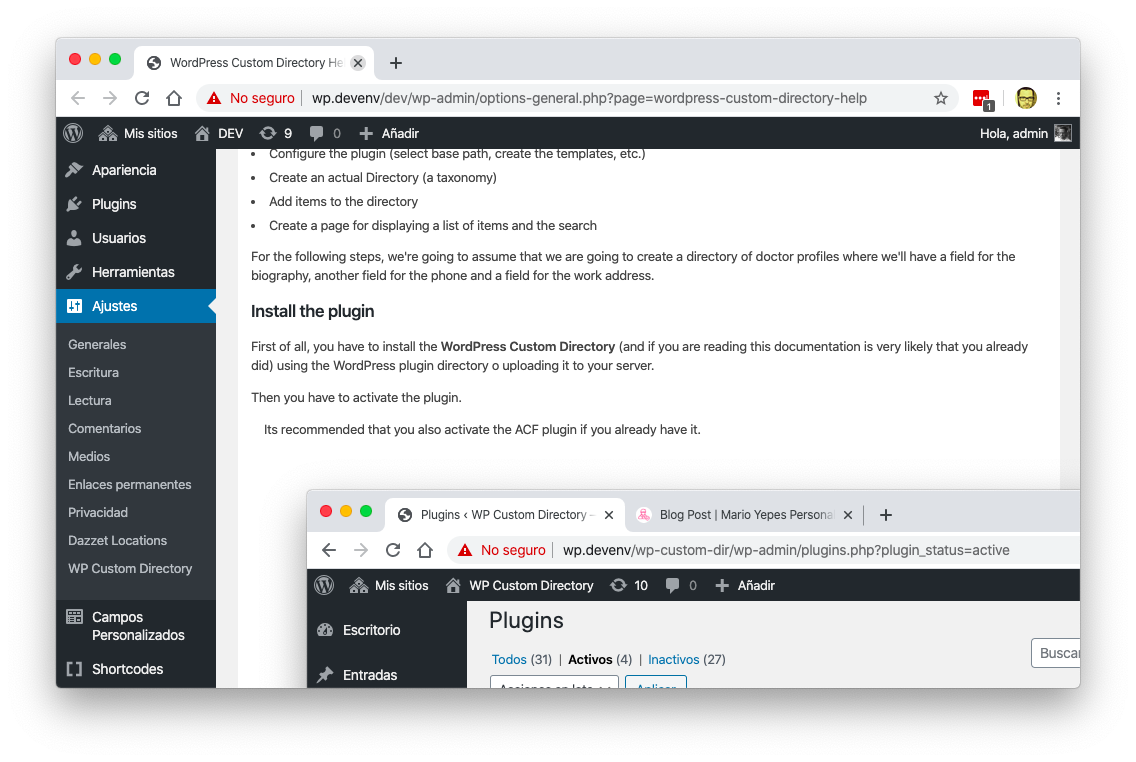 WordPress Custom Directory He
No seguro
wp.devenv/dev/wp-admin/options-general.php?page=wordpress-custom-directory-help
1
Mis sitios
DEV
9
0
Añadir
Hola, admin
Apariencia
Plugins
Usuarios
Herramientas
Ajustes
Generales
Escritura
Lectura
Comentarios
Medios
Enlaces permanentes
Privacidad
Dazzet Locations
WP Custom Directory
Campos
Personalizados
Shortcodes
Configure the plugin (select base path, create the templates, etc.)
Create an actual Directory (a taxonomy)
Add items to the directory
Create a page for displaying a list of items and the search
For the following steps, we're going to assume that we are going to create a directory of doctor profiles where we'll have a field for the
biography, another field for the phone and a field for the work address.
Install the plugin
First of all, you have to install the WordPress Custom Directory (and if you are reading this documentation is very likely that you already
did) using the WordPress plugin directory o uploading it to your server.
Then you have to activate the plugin.
Its recommended that you also activate the ACF plugin if you already have it.
Plugins ‹ WP Custom Directory –
Blog Post | Mario Yepes Persona
No seguro
wp.devenv/wp-custom-dir/wp-admin/plugins.php?plugin_status=active
Mis sitios
WP Custom Directory
10
0
Añadir
Escritorio
Entradas
Plugins
Todos (31) | Activos (4) | Inactivos (27)
Buscar
Acciones en lote
Aplicar